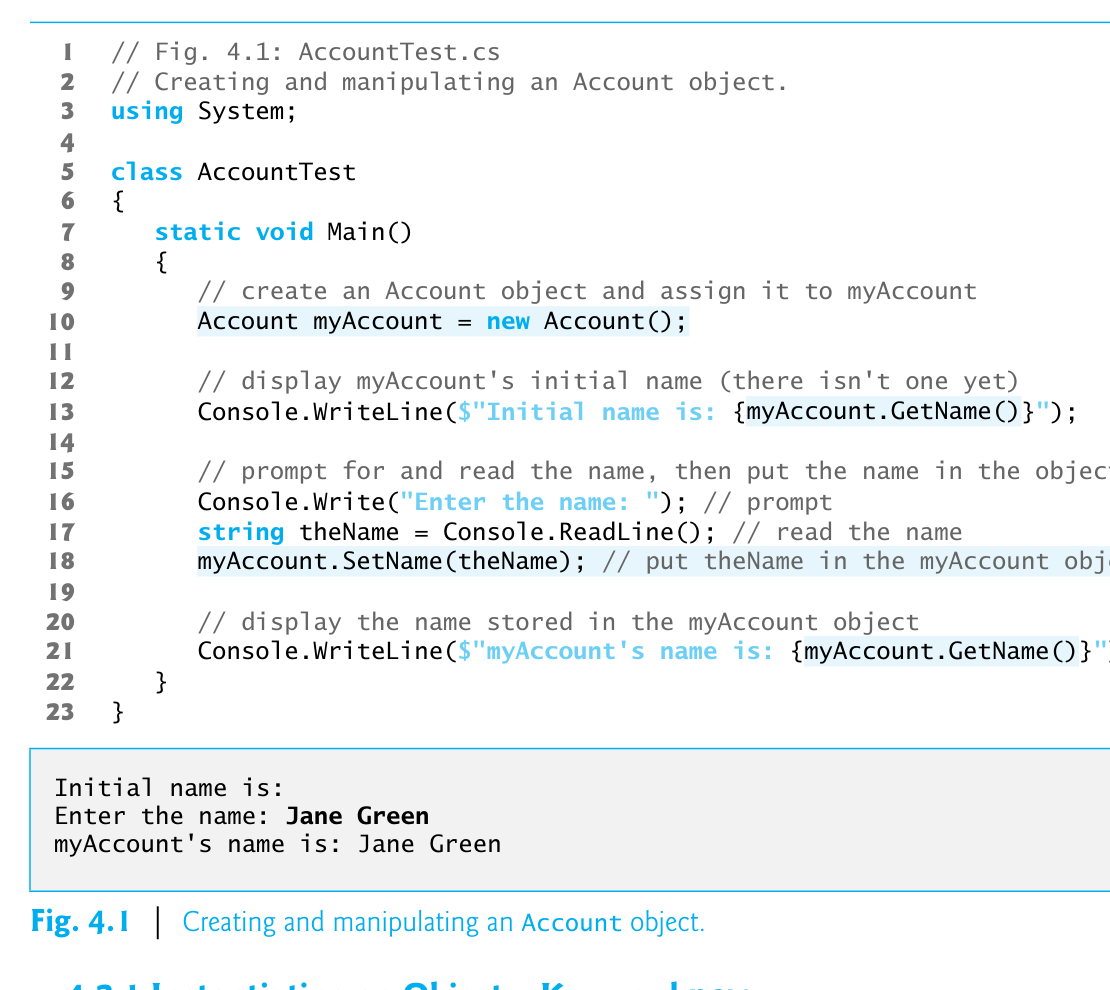 1 // Fig. 4.1: AccountTest.cs
2 // Creating and manipulating an Account object.
3 using System;
4
5 class AccountTest
6 {
7 static void Main()
8 {
9 // create an Account object and assign it to myAccount
10 Account myAccount = new Account();
11
12 // display myAccount's initial name (there isn't one yet)
13 Console.WriteLine($"Initial name is: {myAccount.GetName()}");
14
15 // prompt for and read the name, then put the name in the objec
16 Console.Write("Enter the name: "); // prompt
17 string theName = Console.ReadLine(); // read the name
18 myAccount.SetName(theName); // put theName in the myAccount obj
19
20 // display the name stored in the myAccount object
21 Console.WriteLine($"myAccount's name is: {myAccount.GetName()}")
22 }
23 }
Initial name is:
Enter the name: Jane Green
myAccount's name is: Jane Green
Fig. 4.1 | Creating and manipulating an Account object.